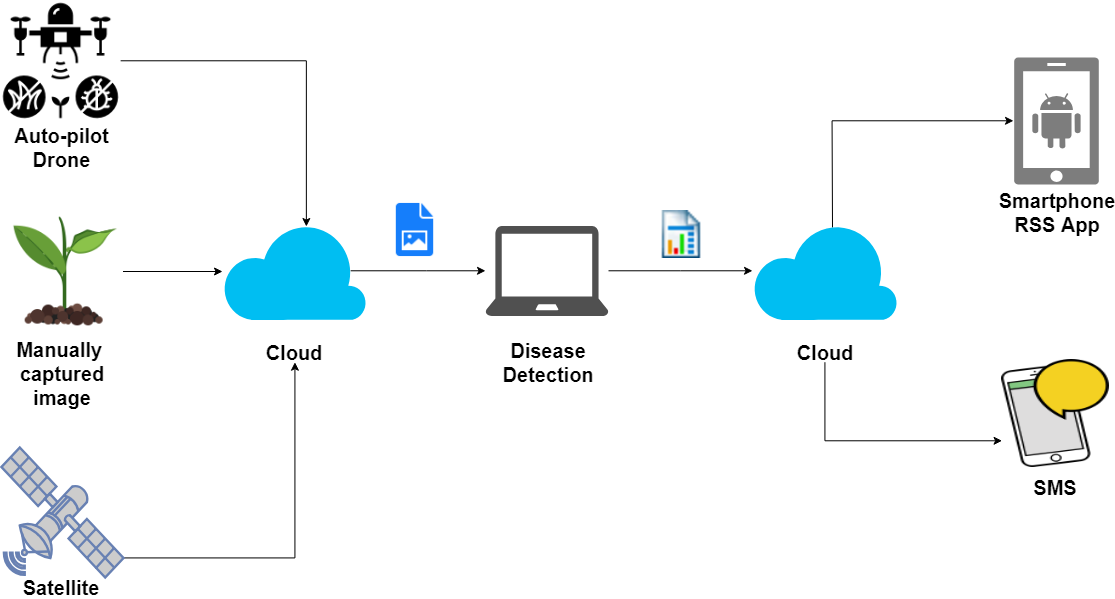 Auto-pilot
Drone
Manually
captured
image
Satellite
Cloud
Disease
Detection
Cloud
Smartphone
RSS App
SMS